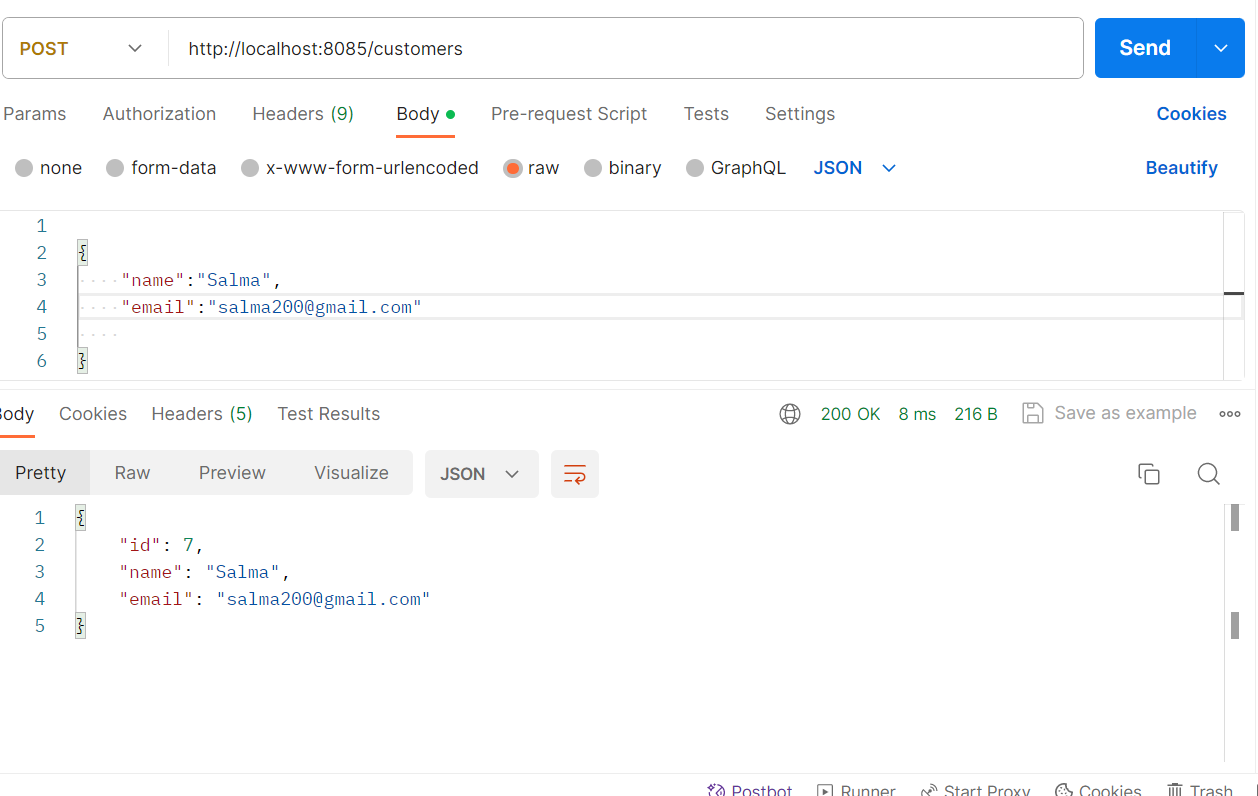 POST http://localhost:8085/customers Send
Params Authorization Headers (9) Body Pre-request Script Tests Settings Cookies
none form-data x-www-form-urlencoded raw binary GraphQL JSON Beautify
1
2 {
3 "name":"Salma",
4 "email":"salma200@gmail.com"
5
6 }
Body Cookies Headers (5) Test Results 200 OK 8 ms 216 B Save as example
Pretty Raw Preview Visualize JSON
1 {
2 "id": 7,
3 "name": "Salma",
4 "email": "salma200@gmail.com"
5 }
Postbot Runner Start Proxy Cookies Trash